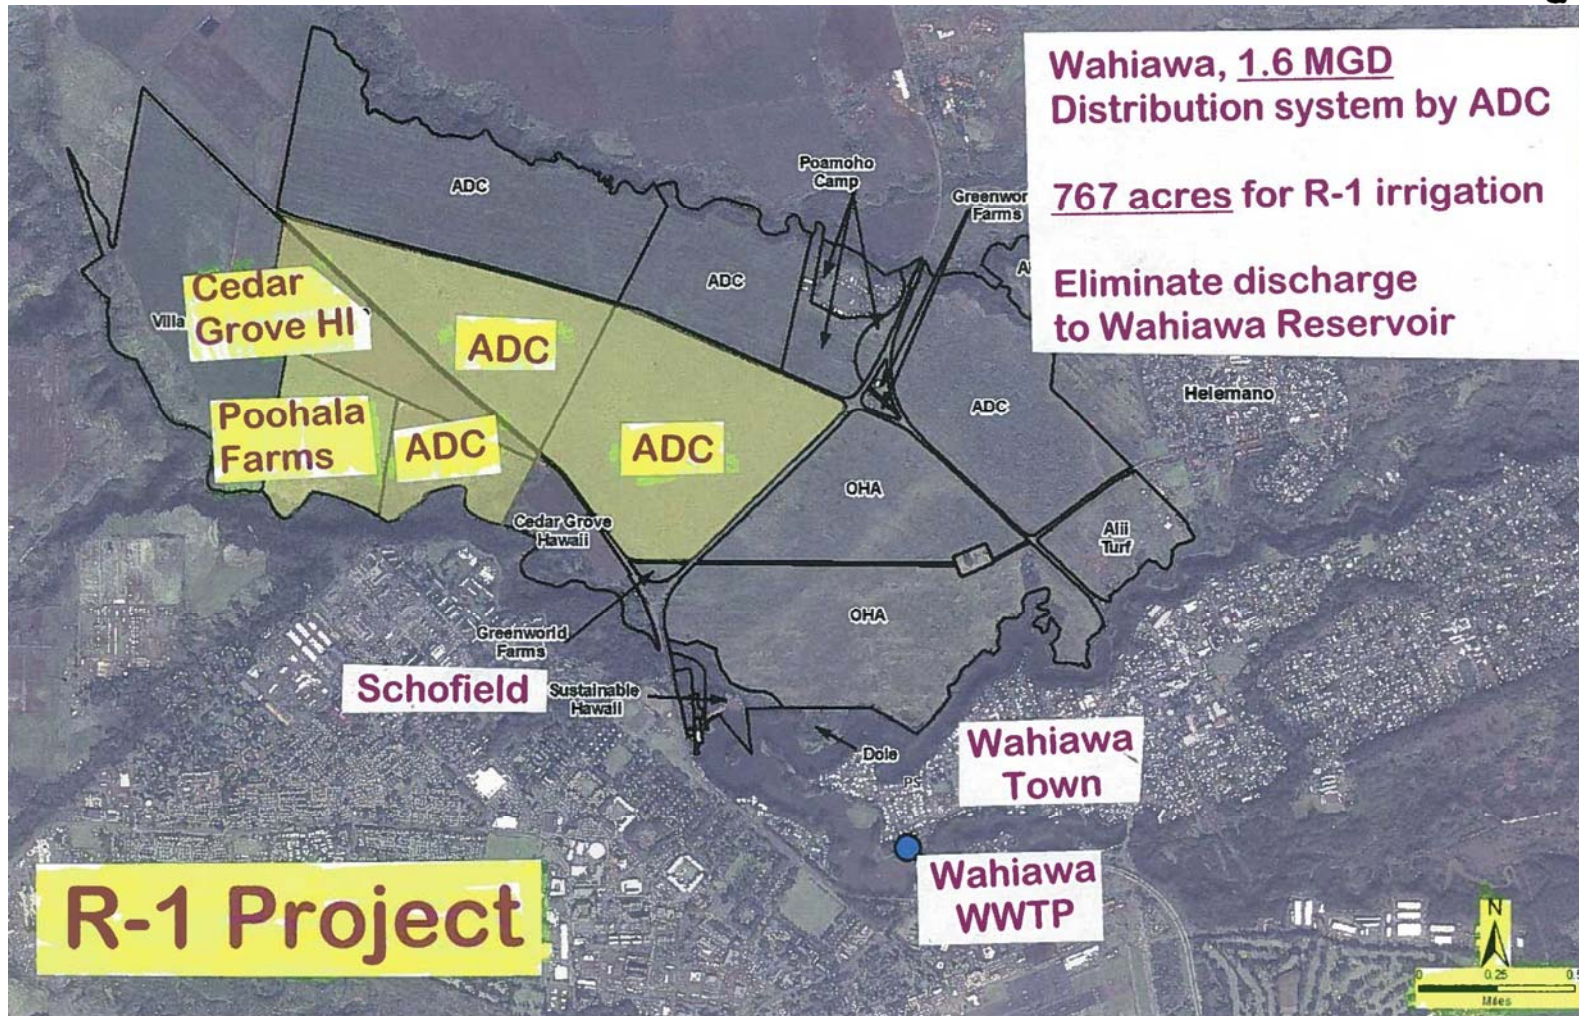 Wahiawa, 1.6 MGD
Distribution system by ADC
767 acres for R-1 irrigation
Eliminate discharge
to Wahiawa Reservoir
ADC
Poamoho
Camp
Farms
ADC
Cedar
Grove HI
Villa
ADC
Helemano
ADC
Poohala
Farms
ADC
ADC
OHA
Cedar Grove
Hawaii
Alii
Turf
OHA
Greenworld
Farms
Schofield
Sustainable
Hawaii
Dole
Wahiawa
Town
PS
Wahiawa
WWTP
R-1 Project
N
0 0.25
Miles